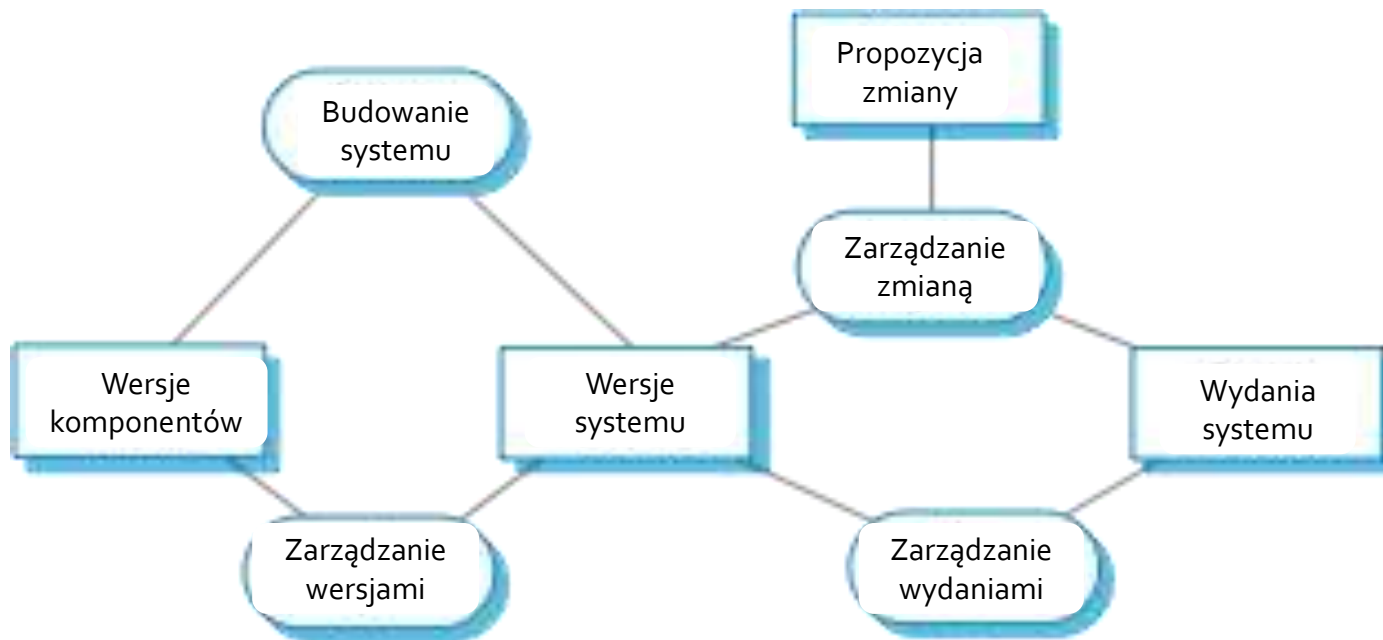 Propozycja
zmiany
Budowanie
systemu
Zarządzanie
zmianą
Wersje
komponentów
Wersje
systemu
Wydania
systemu
Zarządzanie
wersjami
Zarządzanie
wydaniami